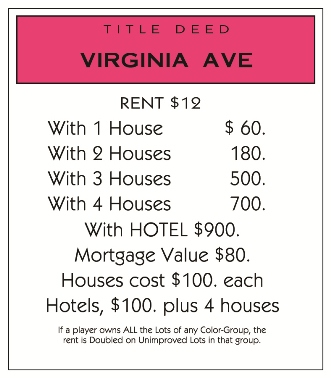 TITLE DEED
VIRGINIA AVE
RENT $12
With 1 House $ 60.
With 2 Houses 180.
With 3 Houses 500.
With 4 Houses 700.
With HOTEL $900.
Mortgage Value $80.
Houses cost $100. each
Hotels, $100. plus 4 houses
If a player owns ALL the Lots of any Color-Group, the
rent is Doubled on Unimproved Lots in that group.